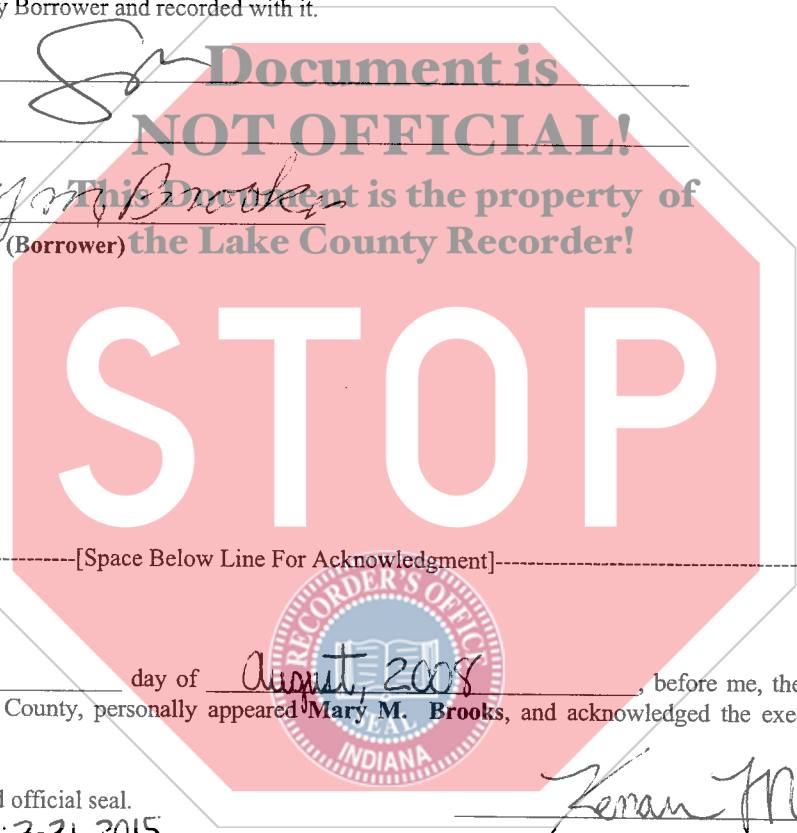 y Borrower and recorded with it.
Document is
NOT OFFICIAL!
This Document is the property of
the Lake County Recorder!
M Brooks
(Borrower)
STOP
[Space Below Line For Acknowledgment]
RECORDER'S OFFICE
SEAL
INDIANA
day of August, 2008, before me, the
County, personally appeared Mary M. Brooks, and acknowledged the exe
d official seal.
2015